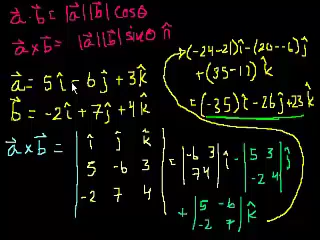 a⃗ · b⃗ = |a⃗||b⃗| cosθ
a⃗ × b⃗ = |a⃗||b⃗| sinθ n̂
a⃗ = 5î - 6ĵ + 3k̂
b⃗ = -2î + 7ĵ + 4k̂
a⃗ × b⃗ = | î ĵ k̂ |
| 5 -6 3 |
| -2 7 4 |
= | -6 3 | î - | 5 3 | ĵ
| 7 4 | | -2 4 |
+ | 5 -6 | k̂
| -2 7 |
(-24-21)î - (20--6)ĵ
+ (35-12)k̂
= (-35)î - 26ĵ + 23k̂